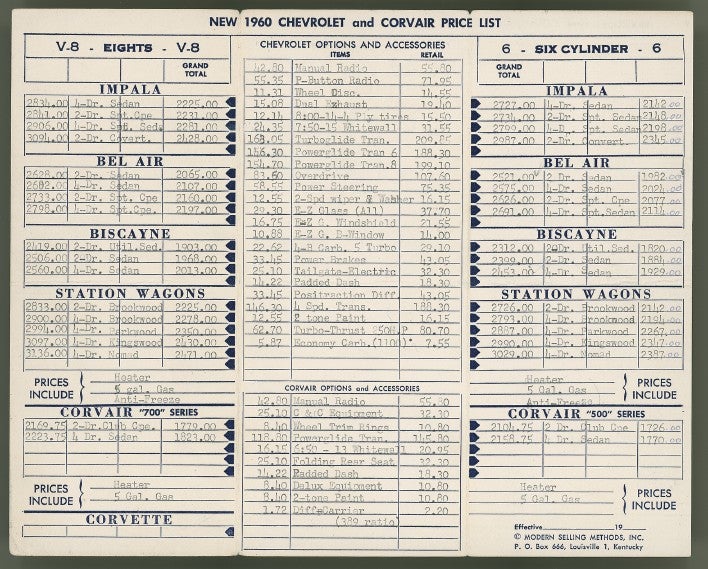 NEW 1960 CHEVROLET and CORVAIR PRICE LIST
V-8 - EIGHTS - V-8
GRAND TOTAL
IMPALA
2834.00 4-Dr. Sedan 2225.00
2841.00 2-Dr. Spt.Cpe 2231.00
2906.00 4-Dr. Spt. Sed. 2281.00
3094.00 2-Dr. Covert. 2428.00
BEL AIR
2628.00 2-Dr. Sedan 2065.00
2682.00 4-Dr. Sedan 2107.00
2733.00 2-Dr. Spt. Cpe 2160.00
2798.00 4-Dr. Spt.Cpe. 2197.00
BISCAYNE
2419.00 2-Dr. Util.Sed. 1903.00
2506.00 2-Dr. Sedan 1968.00
2560.00 4-Dr. Sedan 2013.00
STATION WAGONS
2833.00 2-Dr. Brookwood 2225.00
2900.00 4-Dr. Brookwood 2278.00
2994.00 4-Dr. Parkwood 2350.00
3097.00 4-Dr. Kingswood 2430.00
3136.00 4-Dr. Nomad 2471.00
PRICES INCLUDE
Heater
5 gal. Gas
Anti-Freeze
CORVAIR "700" SERIES
2169.75 2-Dr.Club Cpe. 1779.00
2223.75 4 Dr. Sedan 1823.00
PRICES INCLUDE
Heater
5 Gal. Gas
CORVETTE
CHEVROLET OPTIONS AND ACCESSORIES
ITEMS RETAIL
42.80 Manual Radio 55.80
55.35 P-Button Radio 71.95
11.31 Wheel Disc. 14.55
15.08 Dual Exhaust 19.40
12.14 8:00-14-4 Ply tires 15.50
24.35 7:50-15 Whitewall 31.55
Turboglide Tran.
146.30 Powerglide Tran 6 188.30
154.70 Powerglide Tran.8 199.10
83.60 Overdrive 107.60
58.55 Power Steering 75.35
12.55 2-Spd wiper & Washer 16.15
29.30 E-Z Glass (All) 37.70
16.75 E-Z G. Windshield 21.55
10.88 E-Z G. B-Window 14.00
22.62 4-B Carb. 5 Turbo 29.10
33.45 Power Brakes 43.05
25.10 Tailgate-Electric 32.30
14.22 Padded Dash 18.30
33.45 Positraction Diff. 43.05
146.30 4 Spd. Trans. 188.30
12.55 2 tone Paint 16.15
62.70 Turbo-Thrust 250H.P 80.70
5.87 Economy Carb.(1100) 7.55
CORVAIR OPTIONS and ACCESSORIES
42.80 Manual Radio 55.80
25.10 C & C Equipment 32.30
8.40 Wheel Trim Rings 10.80
118.80 Powerglide Tran. 145.80
16.15 6:50 - 13 Whitewall 20.95
25.10 Folding Rear Seat 32.30
14.22 Padded Dash 18.30
8.40 Delux Equipment 10.80
8.40 2-tone Paint 10.80
1.72 DiffeCarrier 2.20
(389 ratio)
6 - SIX CYLINDER - 6
GRAND TOTAL
IMPALA
2727.00 4-Dr. Sedan 2142.00
2734.00 2-Dr Spt. Sedan 2148.00
2799.00 4-Dr. Spt.Sedan 2198.00
2987.00 2-Dr. Convert. 2345.00
BEL AIR
2521.00 2-Dr. Sedan 1982.00
2575.00 4-Dr. Sedan 2024.00
2626.00 2-Dr. Spt. Cpe 2077.00
2691.00 4-Dr. Spt.Sedan 2114.00
BISCAYNE
2312.00 2-Dr. Util.Sed. 1820.00
2399.00 2-Dr. Sedan 1884.00
2453.00 4-Dr. Sedan 1929.00
STATION WAGONS
2726.00 2-Dr. Brookwood 2142.00
2793.00 4-Dr. Brookwood 2194.00
2887.00 4-Dr. Parkwood 2267.00
2990.00 4-Dr. Kingswood 2347.00
3029.00 4-Dr. Nomad 2387.00
Heater
5 Gal. Gas
Anti-Freeze
PRICES INCLUDE
CORVAIR "500" SERIES
2104.75 2 Dr. Club Cpe 1726.00
2158.75 4 Dr. Sedan 1770.00
Heater
5 Gal. Gas
PRICES INCLUDE
Effective 19
© MODERN SELLING METHODS, INC.
P. O. Box 666, Louisville 1, Kentucky